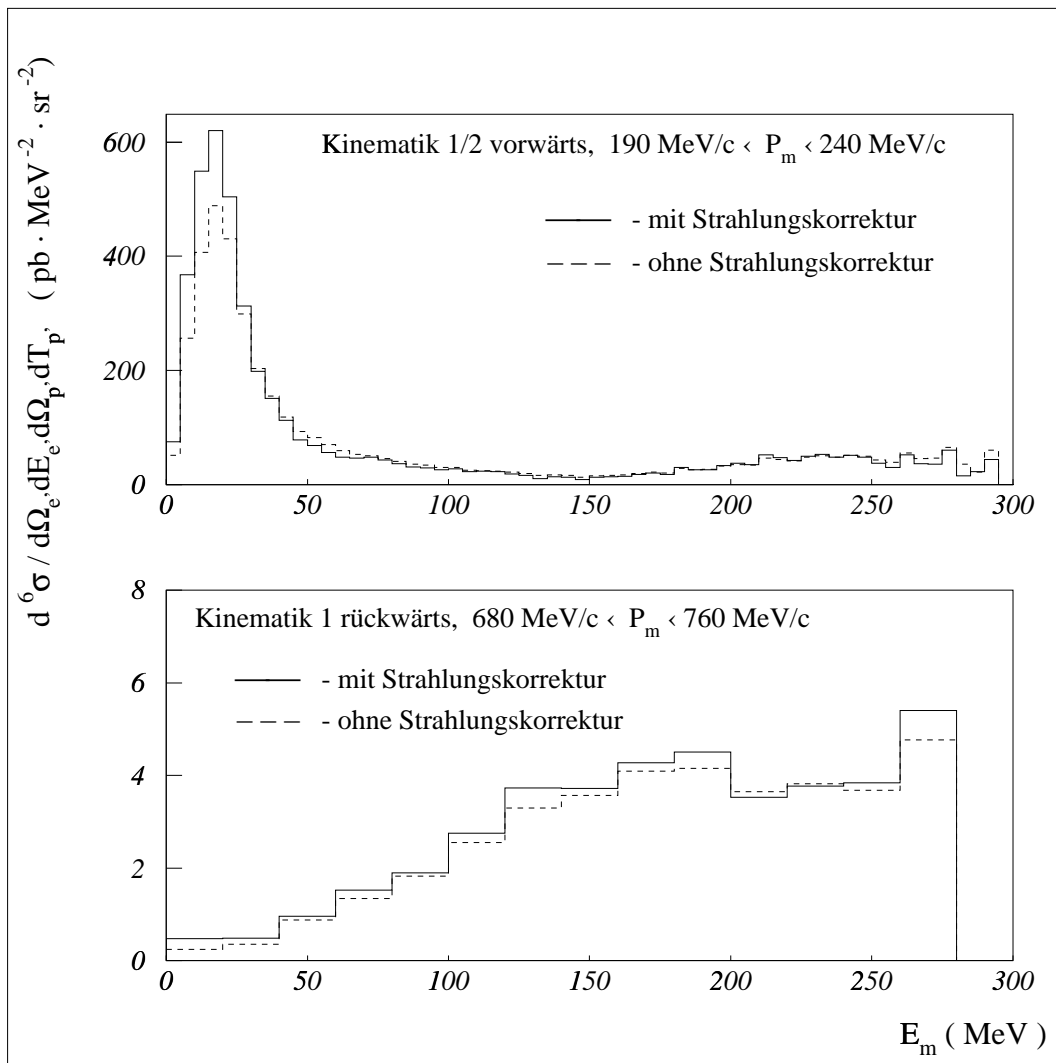 d⁶σ / dΩ_e,dE_e,dΩ_p,dT_p, ( pb · MeV⁻² · sr⁻² )
600
400
200
0
Kinematik 1/2 vorwärts, 190 MeV/c ‹ P_m ‹ 240 MeV/c
- mit Strahlungskorrektur
- ohne Strahlungskorrektur
0 50 100 150 200 250 300
8
6
4
2
0
Kinematik 1 rückwärts, 680 MeV/c ‹ P_m ‹ 760 MeV/c
- mit Strahlungskorrektur
- ohne Strahlungskorrektur
0 50 100 150 200 250 300
E_m ( MeV )